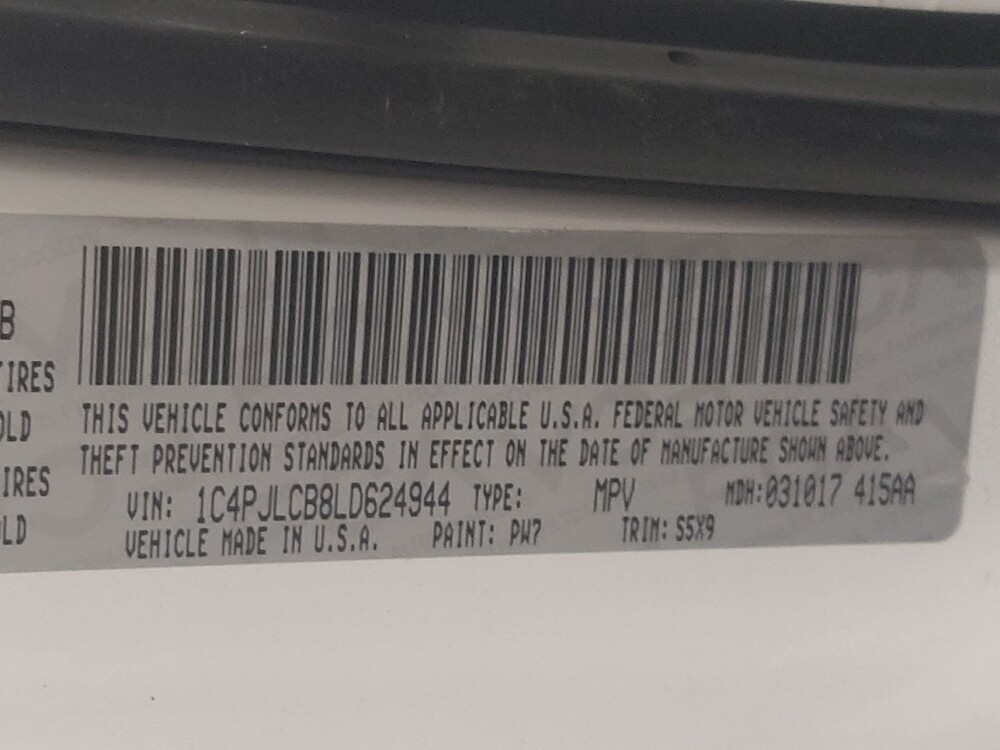 B
TIRES
OLD
IRES
LD
THIS VEHICLE CONFORMS TO ALL APPLICABLE U.S.A. FEDERAL MOTOR VEHICLE SAFETY AND
THEFT PREVENTION STANDARDS IN EFFECT ON THE DATE OF MANUFACTURE SHOWN ABOVE.
VIN: 1C4PJLCB8LD624944 TYPE: MPV MDH:031017 415AA
VEHICLE MADE IN U.S.A. PAINT: PW7 TRIM: S5X9